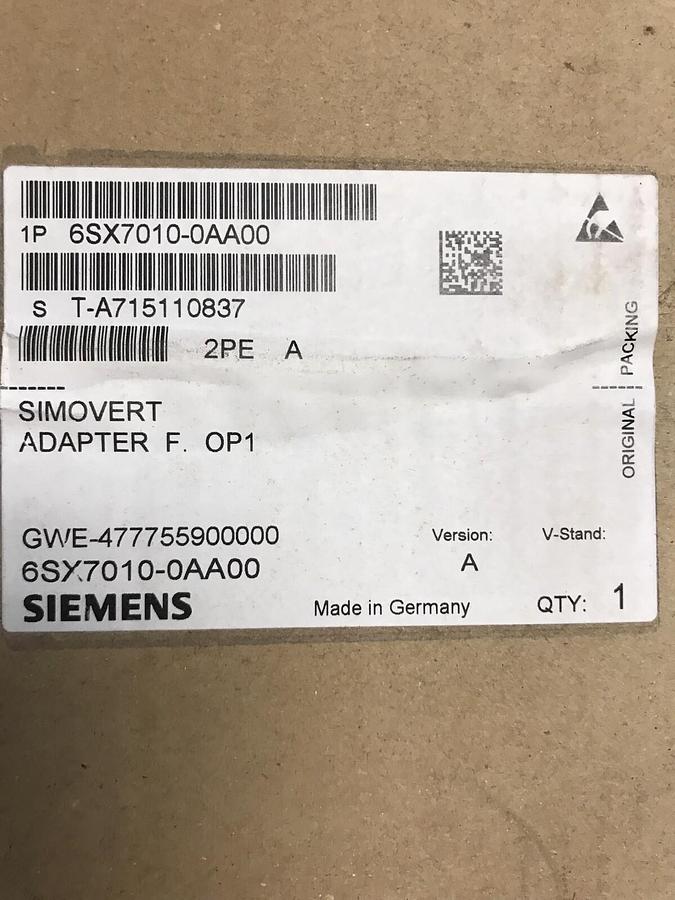 1P 6SX7010-0AA00
S T-A715110837
2PE A
SIMOVERT
ADAPTER F. OP1
ORIGINAL PACKING
GWE-477755900000
Version:
V-Stand:
6SX7010-0AA00
A
SIEMENS
Made in Germany
QTY: 1